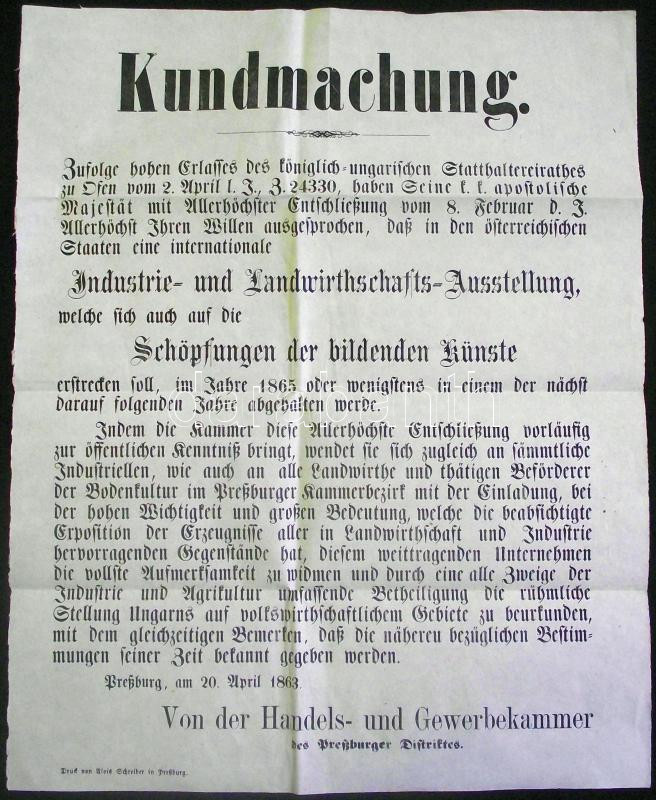 Kundmachung.
Zufolge hohen Erlasses des königlich-ungarischen Statthaltereirathes
zu Ofen vom 2. April l. J., Z. 24330, haben Seine k. k. apostolische
Majestät mit Allerhöchster Entschließung vom 8. Februar d. J.
Allerhöchst Ihren Willen ausgesprochen, daß in den österreichischen
Staaten eine internationale
Industrie- und Landwirthschafts-Ausstellung,
welche sich auch auf die
Schöpfungen der bildenden Künste
erstrecken soll, im Jahre 1865 oder wenigstens in einem der nächst
darauf folgenden Jahre abgehalten werde.
Indem die Kammer diese Allerhöchste Entschließung vorläufig
zur öffentlichen Kenntniß bringt, wendet sie sich zugleich an sämmtliche
Industriellen, wie auch an alle Landwirthe und thätigen Beförderer
der Bodenkultur im Preßburger Kammerbezirk mit der Einladung, bei
der hohen Wichtigkeit und großen Bedeutung, welche die beabsichtigte
Exposition der Erzeugnisse aller in Landwirthschaft und Industrie
hervorragenden Gegenstände hat, diesem weittragenden Unternehmen
die vollste Aufmerksamkeit zu widmen und durch eine alle Zweige der
Industrie und Agrikultur umfassende Betheiligung die rühmliche
Stellung Ungarns auf volkswirthschaftlichem Gebiete zu beurkunden,
mit dem gleichzeitigen Bemerken, daß die näheren bezüglichen Bestim-
mungen seiner Zeit bekannt gegeben werden.
Preßburg, am 20. April 1863.
Von der Handels- und Gewerbekammer
des Preßburger Distriktes.
Druck von Alois Schreiber in Preßburg.